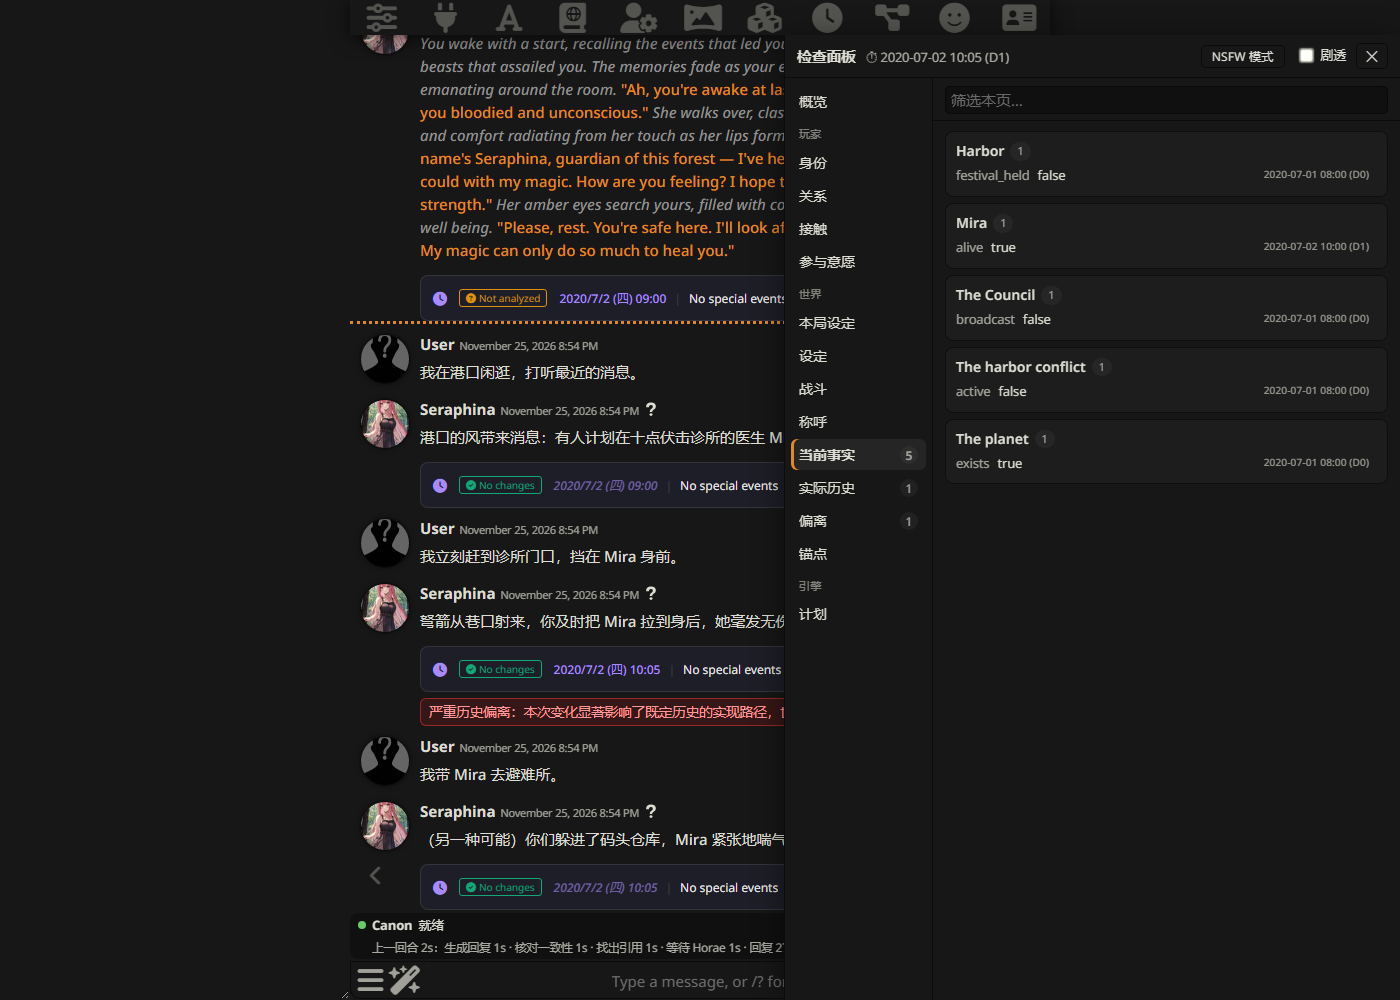 You wake with a start, recalling the events that led you
beasts that assailed you. The memories fade as your e
emanating around the room. "Ah, you're awake at las
you bloodied and unconscious." She walks over, clas
and comfort radiating from her touch as her lips form
name's Seraphina, guardian of this forest — I've he
could with my magic. How are you feeling? I hope t
strength." Her amber eyes search yours, filled with co
well being. "Please, rest. You're safe here. I'll look af
My magic can only do so much to heal you."
Not analyzed 2020/7/2 (四) 09:00 | No special events
User November 25, 2026 8:54 PM
我在港口闲逛，打听最近的消息。
Seraphina November 25, 2026 8:54 PM ?
港口的风带来消息：有人计划在十点伏击诊所的医生 M
No changes 2020/7/2 (四) 09:00 | No special events
User November 25, 2026 8:54 PM
我立刻赶到诊所门口，挡在 Mira 身前。
Seraphina November 25, 2026 8:54 PM ?
弩箭从巷口射来，你及时把 Mira 拉到身后，她毫发无伤
No changes 2020/7/2 (四) 10:05 | No special events
严重历史偏离：本次变化显著影响了既定历史的实现路径，
User November 25, 2026 8:54 PM
我带 Mira 去避难所。
Seraphina November 25, 2026 8:54 PM ?
（另一种可能）你们躲进了码头仓库，Mira 紧张地喘气
No changes 2020/7/2 (四) 10:05 | No special events
Canon 就绪
上一回合 2s：生成回复 1s · 核对一致性 1s · 找出引用 1s · 等待 Horae 1s · 回复 2
Type a message, or /? for
检查面板 2020-07-02 10:05 (D1) NSFW 模式 剧透
概览
玩家
身份
关系
接触
参与意愿
世界
本局设定
设定
战斗
称呼
当前事实 5
实际历史 1
偏离 1
锚点
引擎
计划
筛选本页...
Harbor 1
festival_held false 2020-07-01 08:00 (D0)
Mira 1
alive true 2020-07-02 10:00 (D1)
The Council 1
broadcast false 2020-07-01 08:00 (D0)
The harbor conflict 1
active false 2020-07-01 08:00 (D0)
The planet 1
exists true 2020-07-01 08:00 (D0)